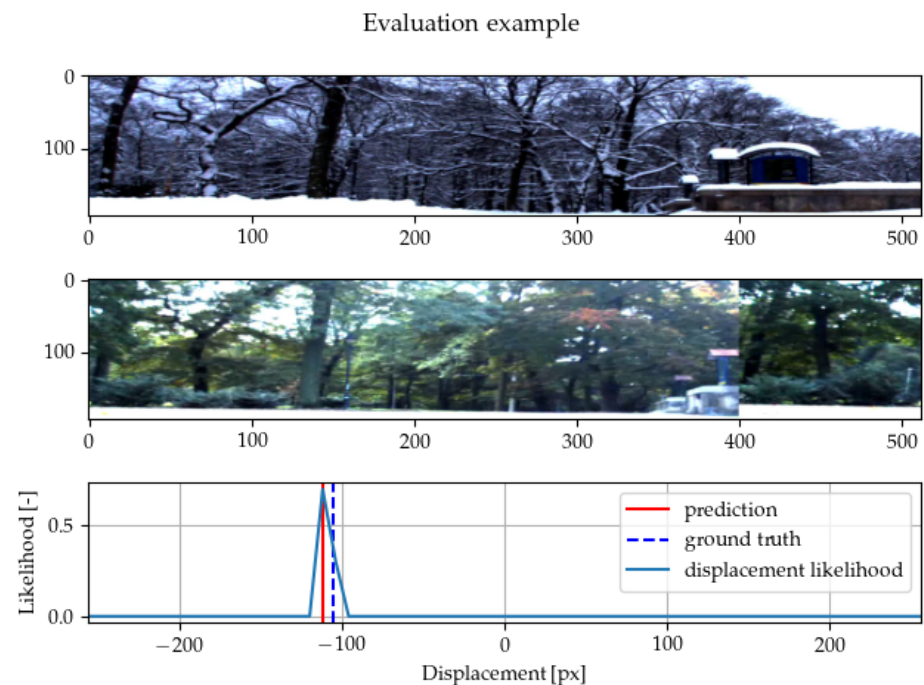 Evaluation example
0
100
0 100 200 300 400 500
0
100
0 100 200 300 400 500
Likelihood [-]
0.5
0.0
prediction
ground truth
displacement likelihood
−200 −100 0 100 200
Displacement [px]